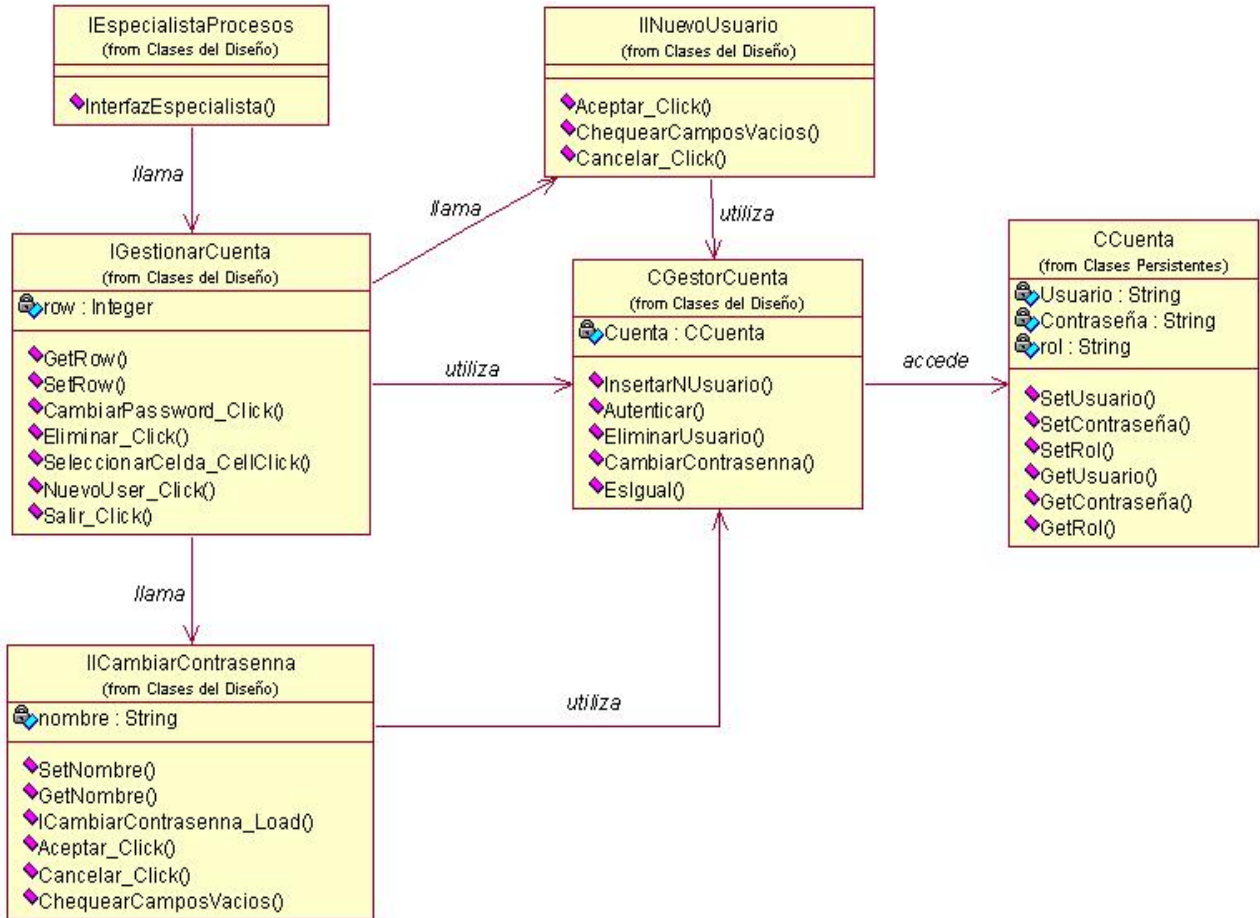 IEspecialistaProcesos
(from Clases del Diseño)
InterfazEspecialista()
IINuevoUsuario
(from Clases del Diseño)
Aceptar_Click()
ChequearCamposVacios()
Cancelar_Click()
llama
llama
utiliza
IGestionarCuenta
(from Clases del Diseño)
row : Integer
GetRow()
SetRow()
CambiarPassword_Click()
Eliminar_Click()
SeleccionarCelda_CellClick()
NuevoUser_Click()
Salir_Click()
utiliza
CGestorCuenta
(from Clases del Diseño)
Cuenta : CCuenta
InsertarNUsuario()
Autenticar()
EliminarUsuario()
CambiarContrasenna()
EsIgual()
accede
CCuenta
(from Clases Persistentes)
Usuario : String
Contraseña : String
rol : String
SetUsuario()
SetContraseña()
SetRol()
GetUsuario()
GetContraseña()
GetRol()
llama
IICambiarContrasenna
(from Clases del Diseño)
nombre : String
SetNombre()
GetNombre()
ICambiarContrasenna_Load()
Aceptar_Click()
Cancelar_Click()
ChequearCamposVacios()
utiliza